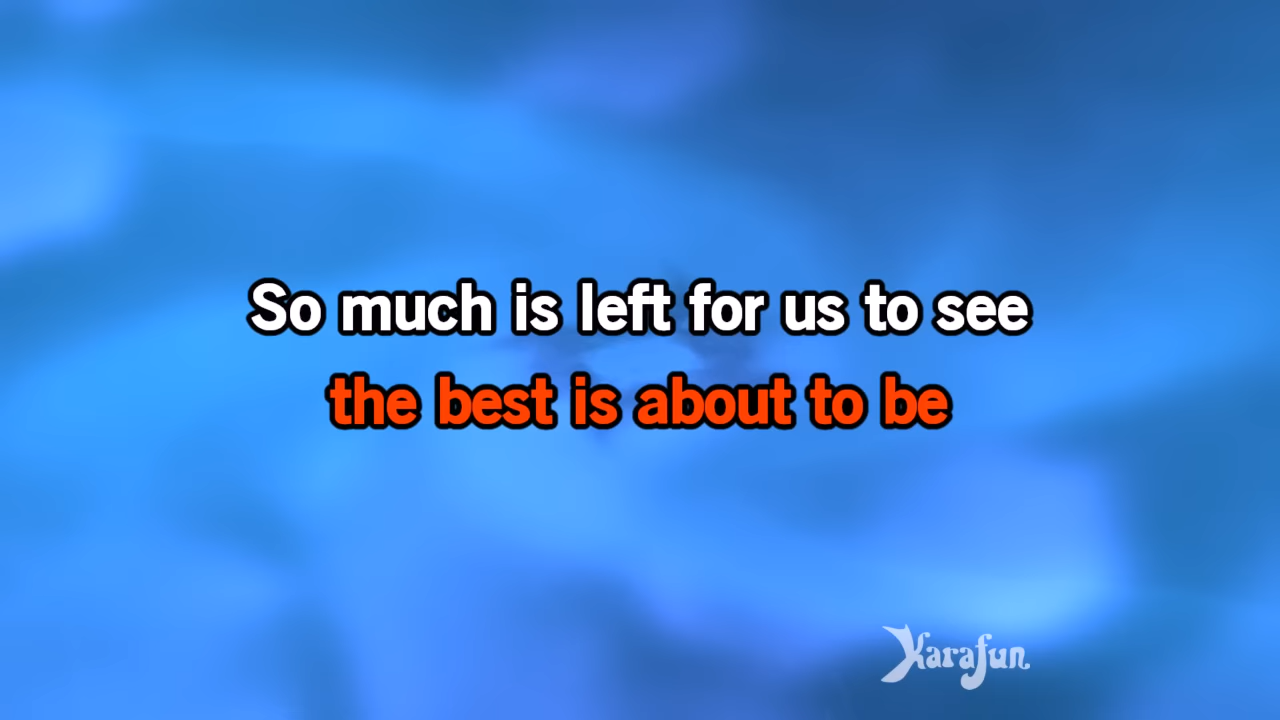 So much is left for us to see
the best is about to be
Karafun